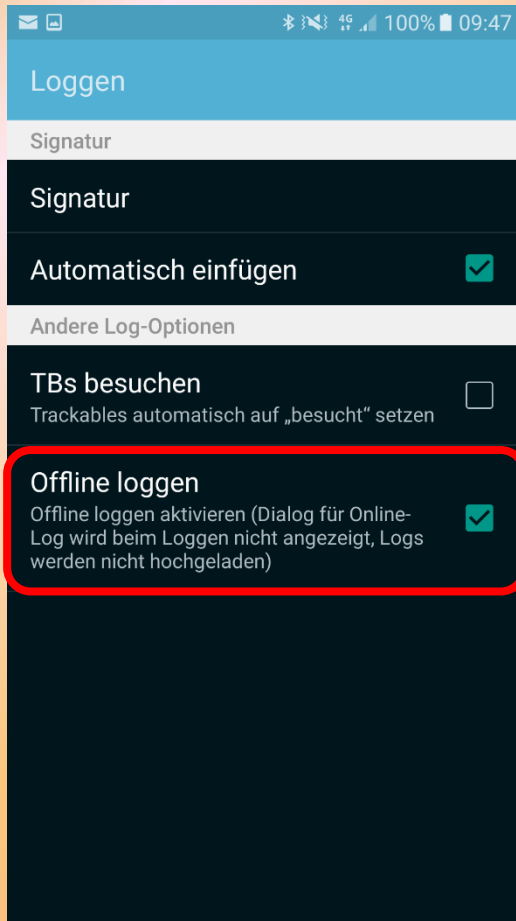 4G 100% 09:47
Loggen
Signatur
Signatur
Automatisch einfügen
Andere Log-Optionen
TBs besuchen
Trackables automatisch auf „besucht“ setzen
Offline loggen
Offline loggen aktivieren (Dialog für Online-
Log wird beim Loggen nicht angezeigt, Logs
werden nicht hochgeladen)